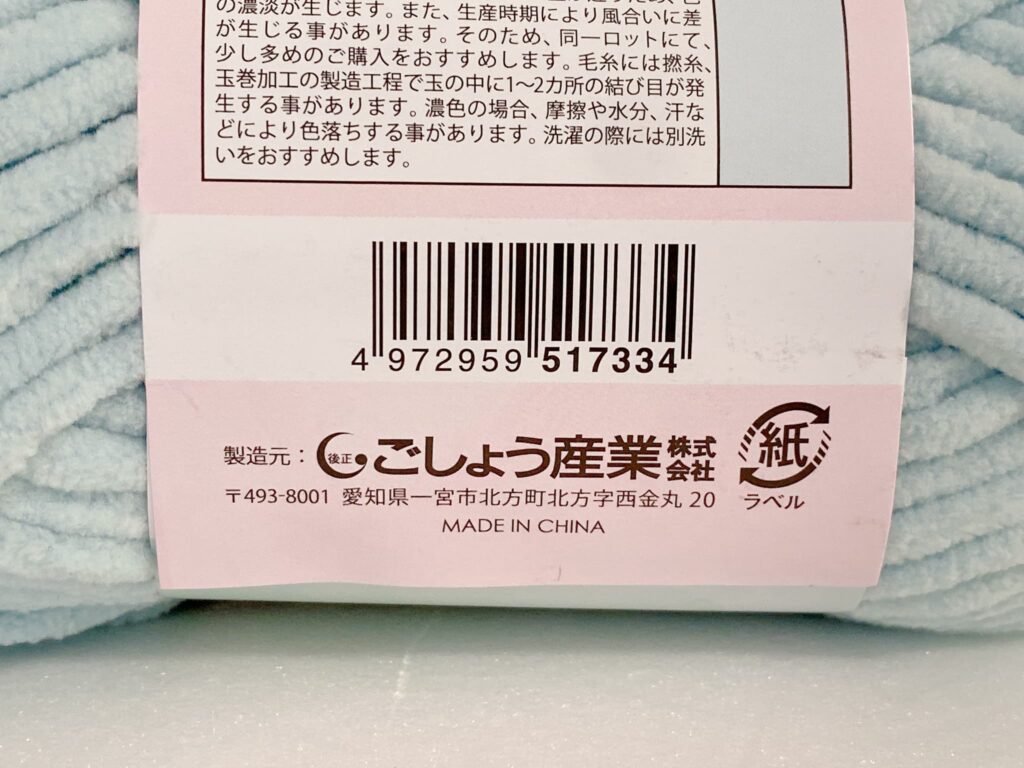 の濃淡が生じます。また、生産時期により風合いに差
が生じる事があります。そのため、同一ロットにて、
少し多めのご購入をおすすめします。毛糸には撚糸、
玉巻加工の製造工程で玉の中に1〜2カ所の結び目が発
生する事があります。濃色の場合、摩擦や水分、汗な
どにより色落ちする事があります。洗濯の際には別洗
いをおすすめします。
4 972959 517334
製造元：後正 ごしょう産業株式会社
〒493-8001 愛知県一宮市北方町北方字西金丸 20
MADE IN CHINA
紙
ラベル